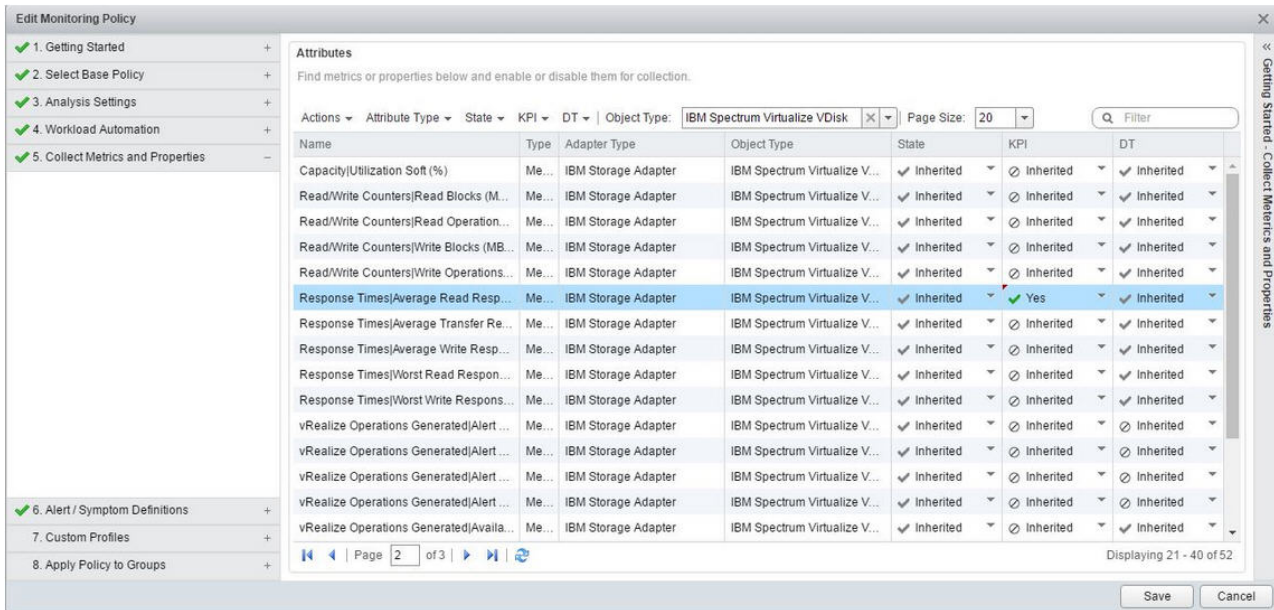 Edit Monitoring Policy
1. Getting Started
2. Select Base Policy
3. Analysis Settings
4. Workload Automation
5. Collect Metrics and Properties
6. Alert / Symptom Definitions
7. Custom Profiles
8. Apply Policy to Groups
Attributes
Find metrics or properties below and enable or disable them for collection.
Actions Attribute Type State KPI DT Object Type: IBM Spectrum Virtualize VDisk Page Size: 20 Filter
Name Type Adapter Type Object Type State KPI DT
Capacity|Utilization Soft (%) Me... IBM Storage Adapter IBM Spectrum Virtualize V... Inherited Inherited Inherited
Read/Write Counters|Read Blocks (M... Me... IBM Storage Adapter IBM Spectrum Virtualize V... Inherited Inherited Inherited
Read/Write Counters|Read Operation... Me... IBM Storage Adapter IBM Spectrum Virtualize V... Inherited Inherited Inherited
Read/Write Counters|Write Blocks (MB... Me... IBM Storage Adapter IBM Spectrum Virtualize V... Inherited Inherited Inherited
Read/Write Counters|Write Operations... Me... IBM Storage Adapter IBM Spectrum Virtualize V... Inherited Inherited Inherited
Response Times|Average Read Resp... Me... IBM Storage Adapter IBM Spectrum Virtualize V... Inherited Yes Inherited
Response Times|Average Transfer Re... Me... IBM Storage Adapter IBM Spectrum Virtualize V... Inherited Inherited Inherited
Response Times|Average Write Resp... Me... IBM Storage Adapter IBM Spectrum Virtualize V... Inherited Inherited Inherited
Response Times|Worst Read Respon... Me... IBM Storage Adapter IBM Spectrum Virtualize V... Inherited Inherited Inherited
Response Times|Worst Write Respons... Me... IBM Storage Adapter IBM Spectrum Virtualize V... Inherited Inherited Inherited
vRealize Operations Generated|Alert ... Me... IBM Storage Adapter IBM Spectrum Virtualize V... Inherited Inherited Inherited
vRealize Operations Generated|Alert ... Me... IBM Storage Adapter IBM Spectrum Virtualize V... Inherited Inherited Inherited
vRealize Operations Generated|Alert ... Me... IBM Storage Adapter IBM Spectrum Virtualize V... Inherited Inherited Inherited
vRealize Operations Generated|Alert ... Me... IBM Storage Adapter IBM Spectrum Virtualize V... Inherited Inherited Inherited
vRealize Operations Generated|Availa... Me... IBM Storage Adapter IBM Spectrum Virtualize V... Inherited Inherited Inherited
Page 2 of 3 Displaying 21 - 40 of 52
Getting Started - Collect Meterics and Properties
Save Cancel